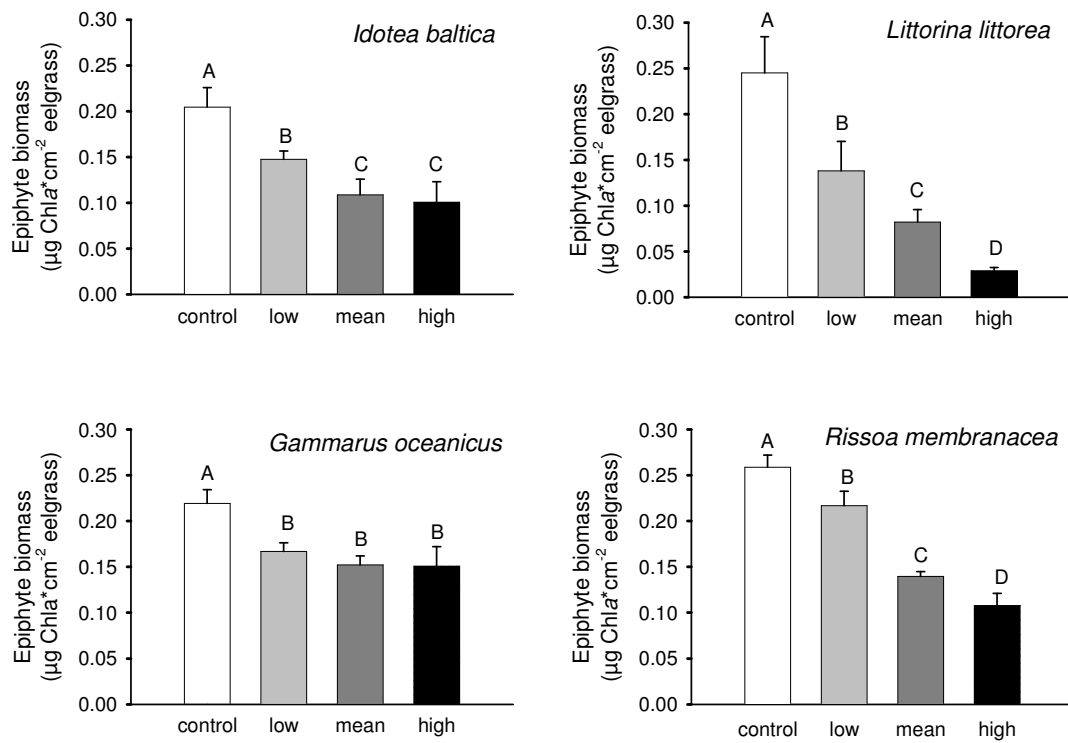 Idotea baltica
Epiphyte biomass
(µg Chla*cm-2 eelgrass)
0.30
0.25
0.20
0.15
0.10
0.05
0.00
A
B
C
C
control low mean high
Littorina littorea
Epiphyte biomass
(µg Chla*cm-2 eelgrass)
0.30
0.25
0.20
0.15
0.10
0.05
0.00
A
B
C
D
control low mean high
Gammarus oceanicus
Epiphyte biomass
(µg Chla*cm-2 eelgrass)
0.30
0.25
0.20
0.15
0.10
0.05
0.00
A
B
B
B
control low mean high
Rissoa membranacea
Epiphyte biomass
(µg Chla*cm-2 eelgrass)
0.30
0.25
0.20
0.15
0.10
0.05
0.00
A
B
C
D
control low mean high